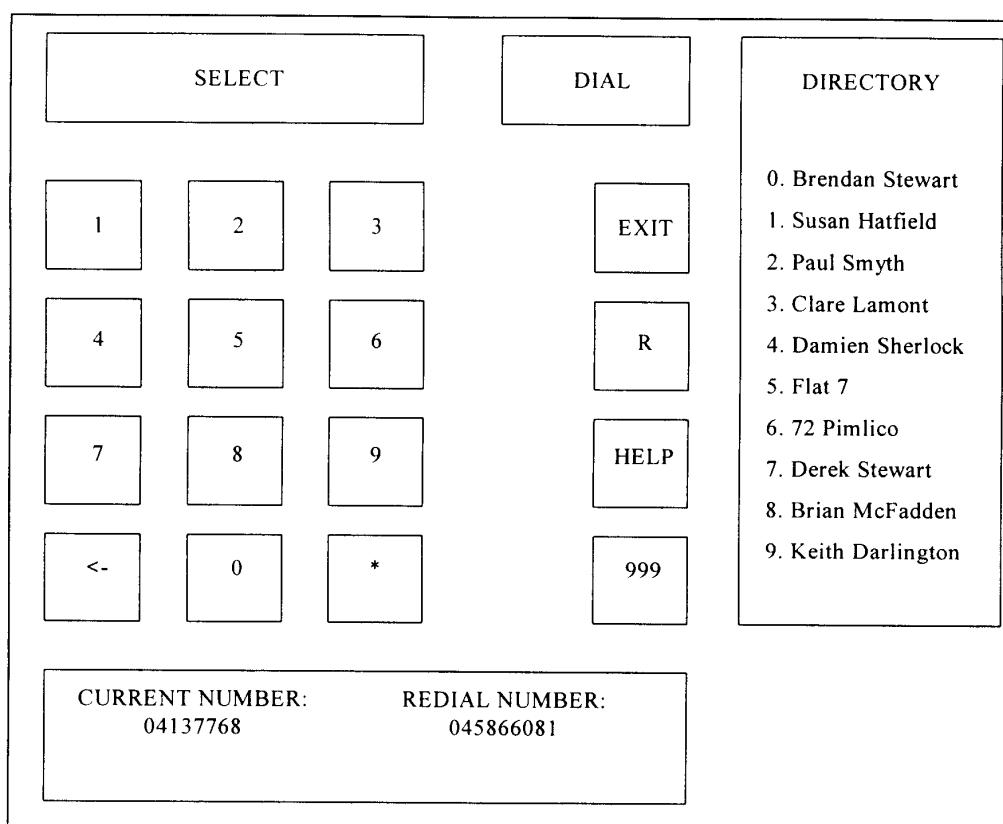 SELECT
DIAL
DIRECTORY
0. Brendan Stewart
1. Susan Hatfield
2. Paul Smyth
3. Clare Lamont
4. Damien Sherlock
5. Flat 7
6. 72 Pimlico
7. Derek Stewart
8. Brian McFadden
9. Keith Darlington
1 2 3 EXIT
4 5 6 R
7 8 9 HELP
<- 0 * 999
CURRENT NUMBER: REDIAL NUMBER:
04137768 045866081